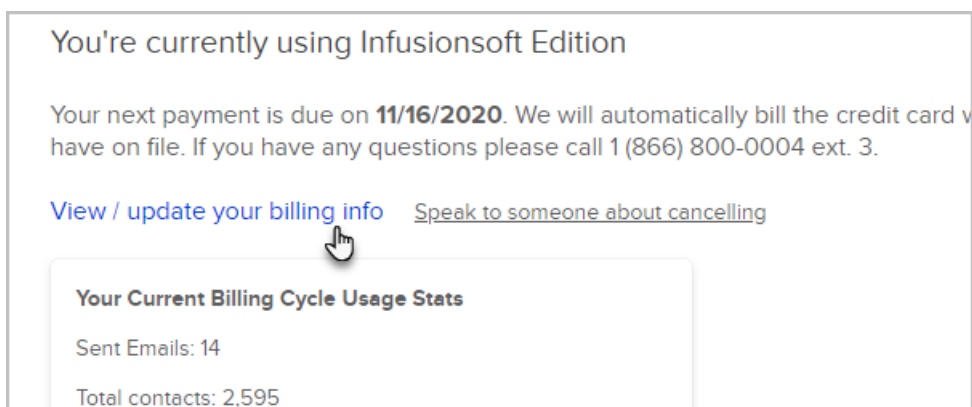 You're currently using Infusionsoft Edition
Your next payment is due on 11/16/2020. We will automatically bill the credit card
have on file. If you have any questions please call 1 (866) 800-0004 ext. 3.
View / update your billing info Speak to someone about cancelling
Your Current Billing Cycle Usage Stats
Sent Emails: 14
Total contacts: 2,595